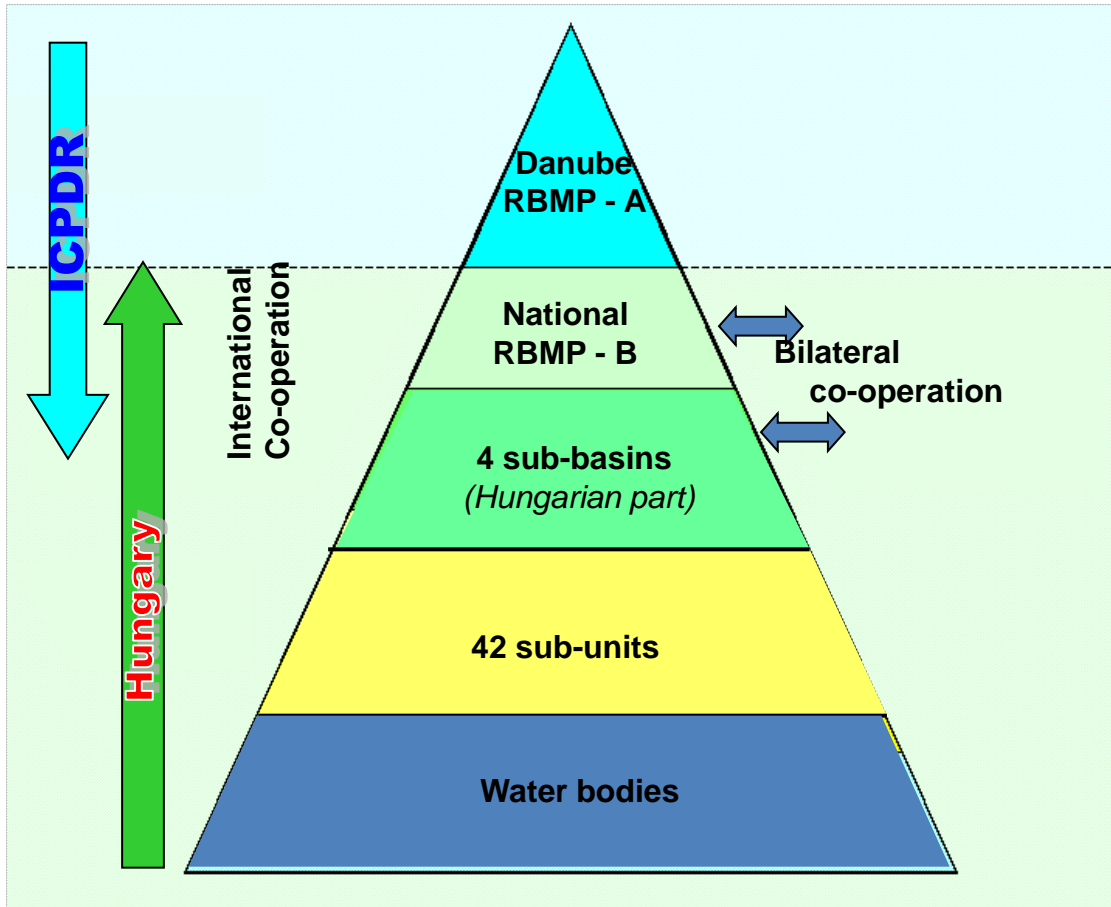 ICPDR
Hungary
International
Co-operation
Danube
RBMP - A
National
RBMP - B
Bilateral
co-operation
4 sub-basins
(Hungarian part)
42 sub-units
Water bodies